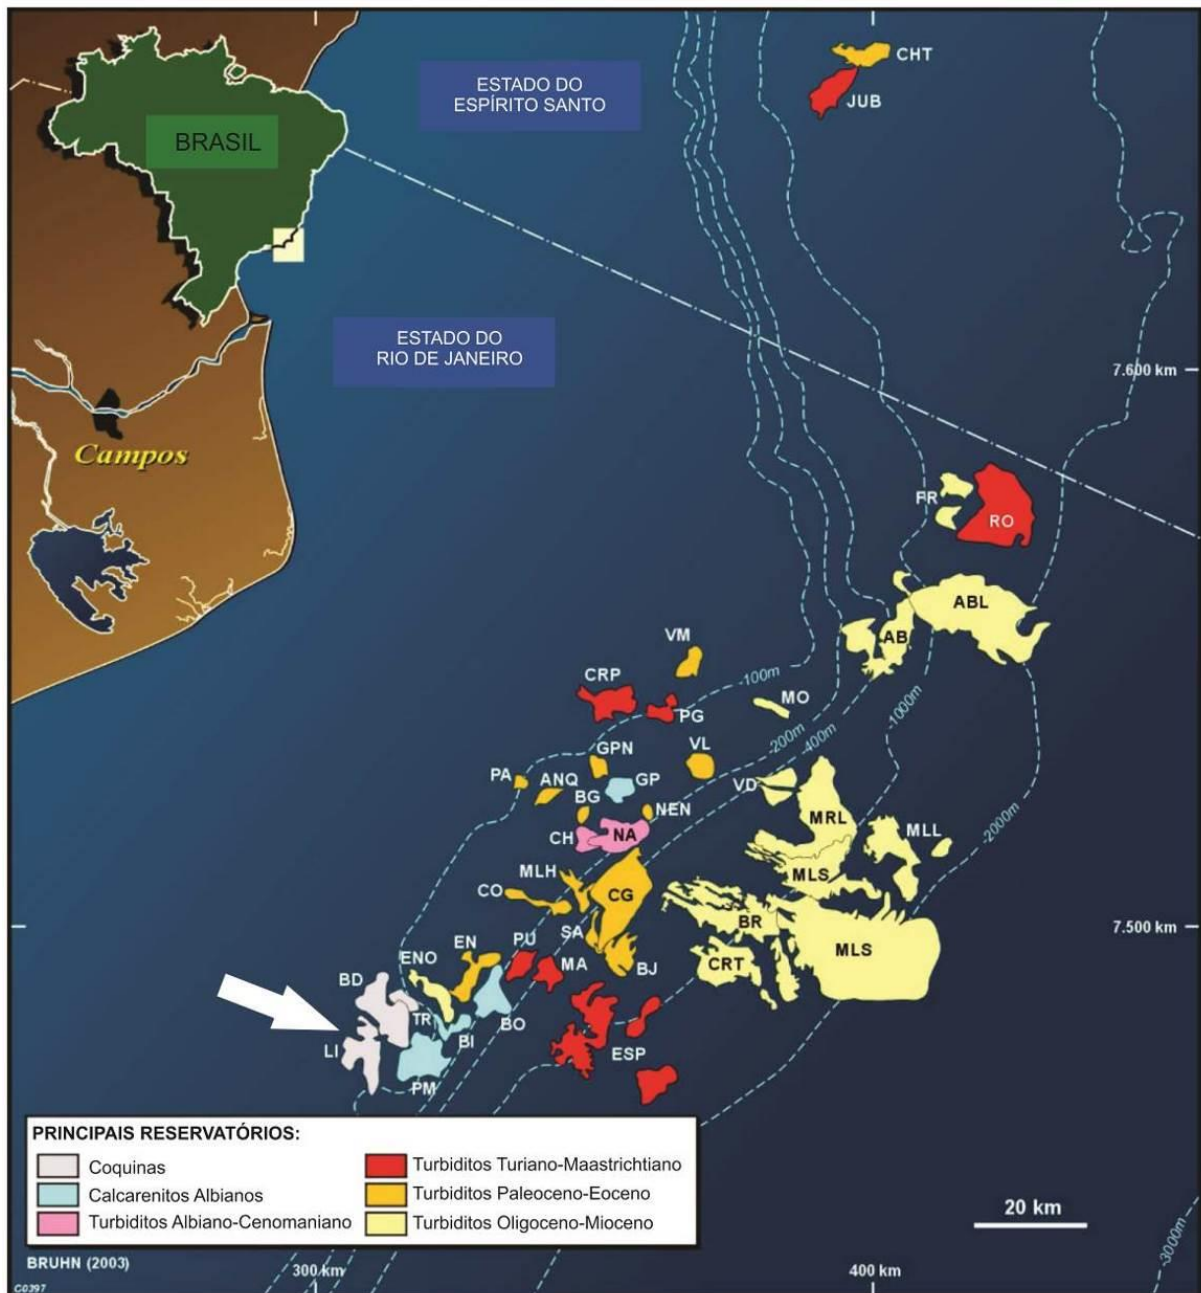 CHT
ESTADO DO
ESPÍRITO SANTO
JUB
BRASIL
ESTADO DO
RIO DE JANEIRO
7.600 km
Campos
FR
RO
ABL
AB
VM
CRP
-100m
MO
PG
-200m
-400m
-1000m
GPN
VL
PA
ANQ
GP
VD
BG
NEN
MRL
MLL
-2000m
CH
NA
MLH
MLS
CO
CG
BR
7.500 km
SA
EN
PU
MLS
ENO
MA
BJ
CRT
BD
TR
BO
BI
LI
ESP
PM
PRINCIPAIS RESERVATÓRIOS:
Coquinas
Calcarenitos Albianos
Turbiditos Albiano-Cenomaniano
Turbiditos Turiano-Maastrichtiano
Turbiditos Paleoceno-Eoceno
Turbiditos Oligoceno-Mioceno
20 km
-3000m
BRUHN (2003)
300 km
400 km
C0397